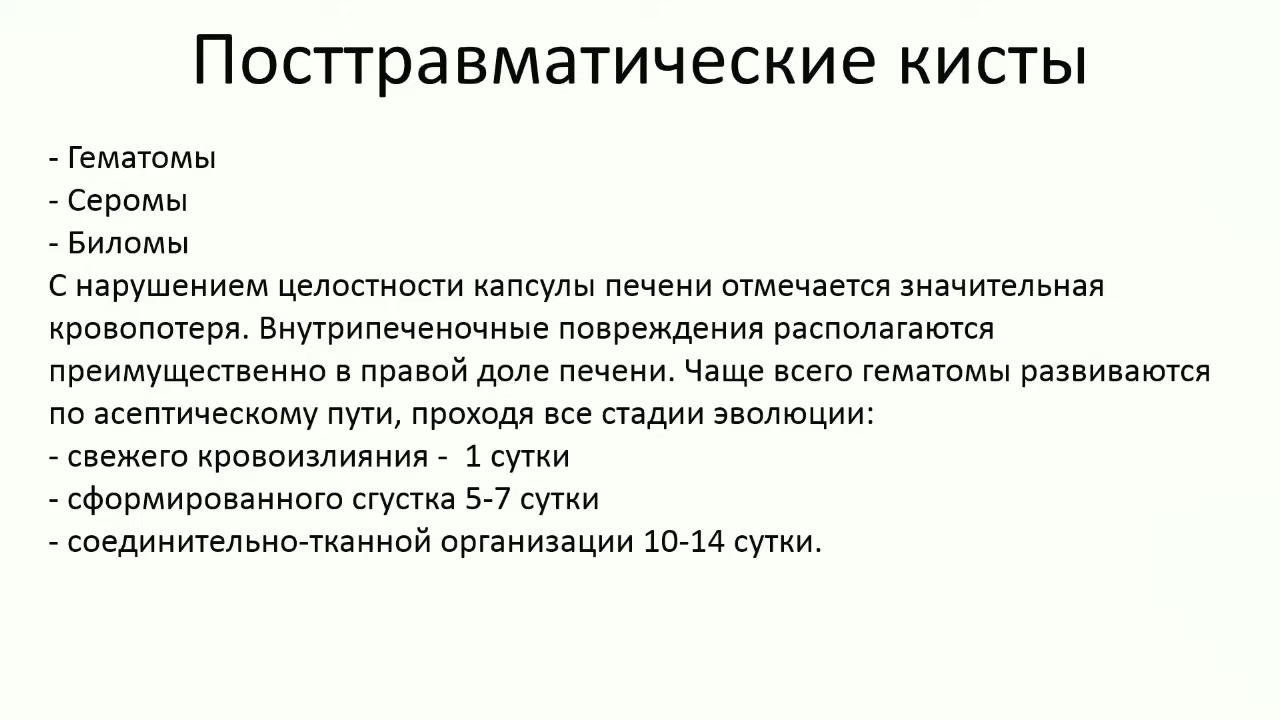 Посттравматические кисты
- Гематомы
- Серомы
- Биломы
С нарушением целостности капсулы печени отмечается значительная
кровопотеря. Внутрипеченочные повреждения располагаются
преимущественно в правой доле печени. Чаще всего гематомы развиваются
по асептическому пути, проходя все стадии эволюции:
- свежего кровоизлияния -  1 сутки
- сформированного сгустка 5-7 сутки
- соединительно-тканной организации 10-14 сутки.